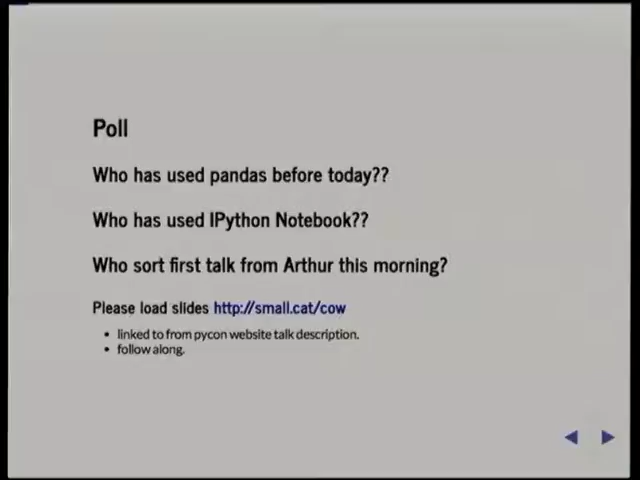 Poll
Who has used pandas before today??
Who has used IPython Notebook??
Who sort first talk from Arthur this morning?
Please load slides http://small.cat/cow
• linked to from pycon website talk description.
• follow along.